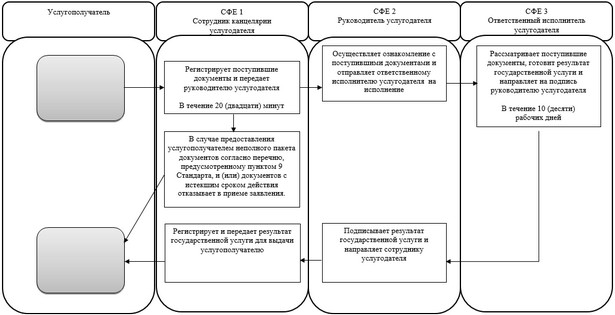 Услугополучатель
СФЕ 1
Сотрудник канцелярии
услугодателя
СФЕ 2
Руководитель услугодателя
СФЕ 3
Ответственный исполнитель
услугодателя
Регистрирует поступившие
документы и передает
руководителю услугодателя
В течение 20 (двадцати) минут
Осуществляет ознакомление с
поступившими документами и
отправляет ответственному
исполнителю услугодателя на
исполнение
Рассматривает поступившие
документы, готовит результат
государственной услуги и
направляет на подпись
руководителю услугодателя
В течение 10 (десяти)
рабочих дней
В случае предоставления
услугополучателем неполного пакета
документов согласно перечню,
предусмотренному пунктом 9
Стандарта, и (или) документов с
истекшим сроком действия
отказывает в приеме заявления.
Регистрирует и передает результат
государственной услуги для выдачи
услугополучателю
Подписывает результат
государственной услуги и
направляет сотруднику
услугодателя